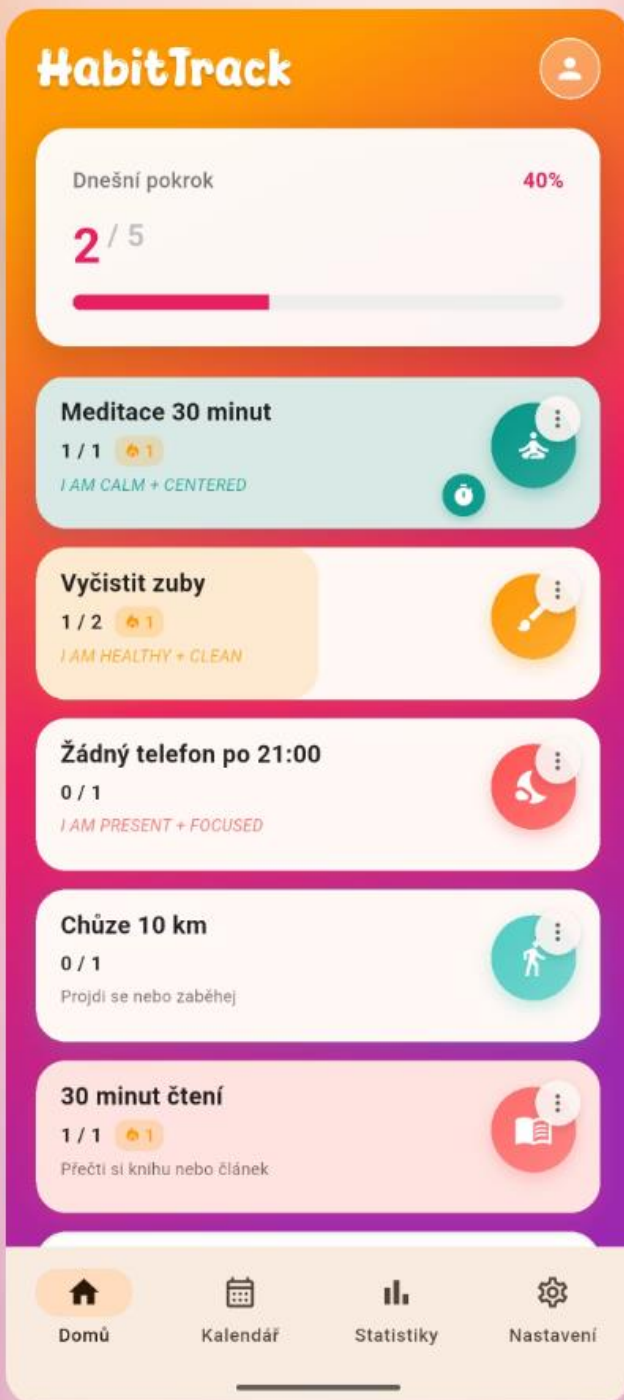 HabitTrack
Dnešní pokrok 40%
2 / 5
Meditace 30 minut
1 / 1 1
I AM CALM + CENTERED
Vyčistit zuby
1 / 2 1
I AM HEALTHY + CLEAN
Žádný telefon po 21:00
0 / 1
I AM PRESENT + FOCUSED
Chůze 10 km
0 / 1
Projdi se nebo zaběhej
30 minut čtení
1 / 1 1
Přečti si knihu nebo článek
Domů Kalendář Statistiky Nastavení